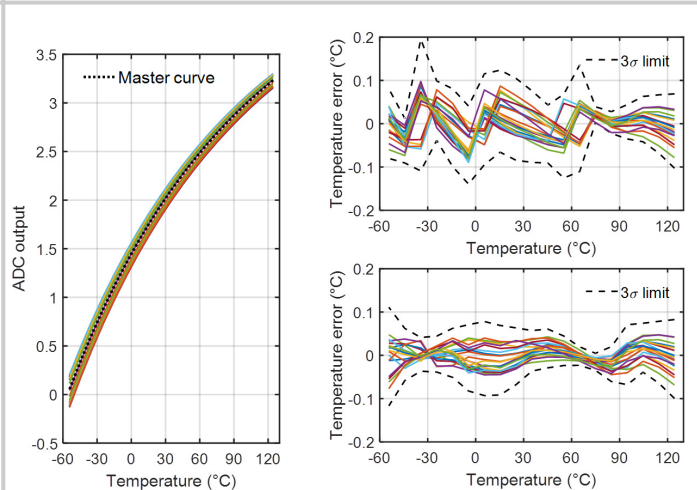 3.5
3
2.5
2
1.5
1
0.5
0
-0.5
ADC output
Master curve
-60 -30 0 30 60 90 120
Temperature (°C)
0.2
0.1
0
-0.1
-0.2
Temperature error (°C)
3σ limit
-60 -30 0 30 60 90 120
Temperature (°C)
0.2
0.1
0
-0.1
-0.2
Temperature error (°C)
3σ limit
-60 -30 0 30 60 90 120
Temperature (°C)